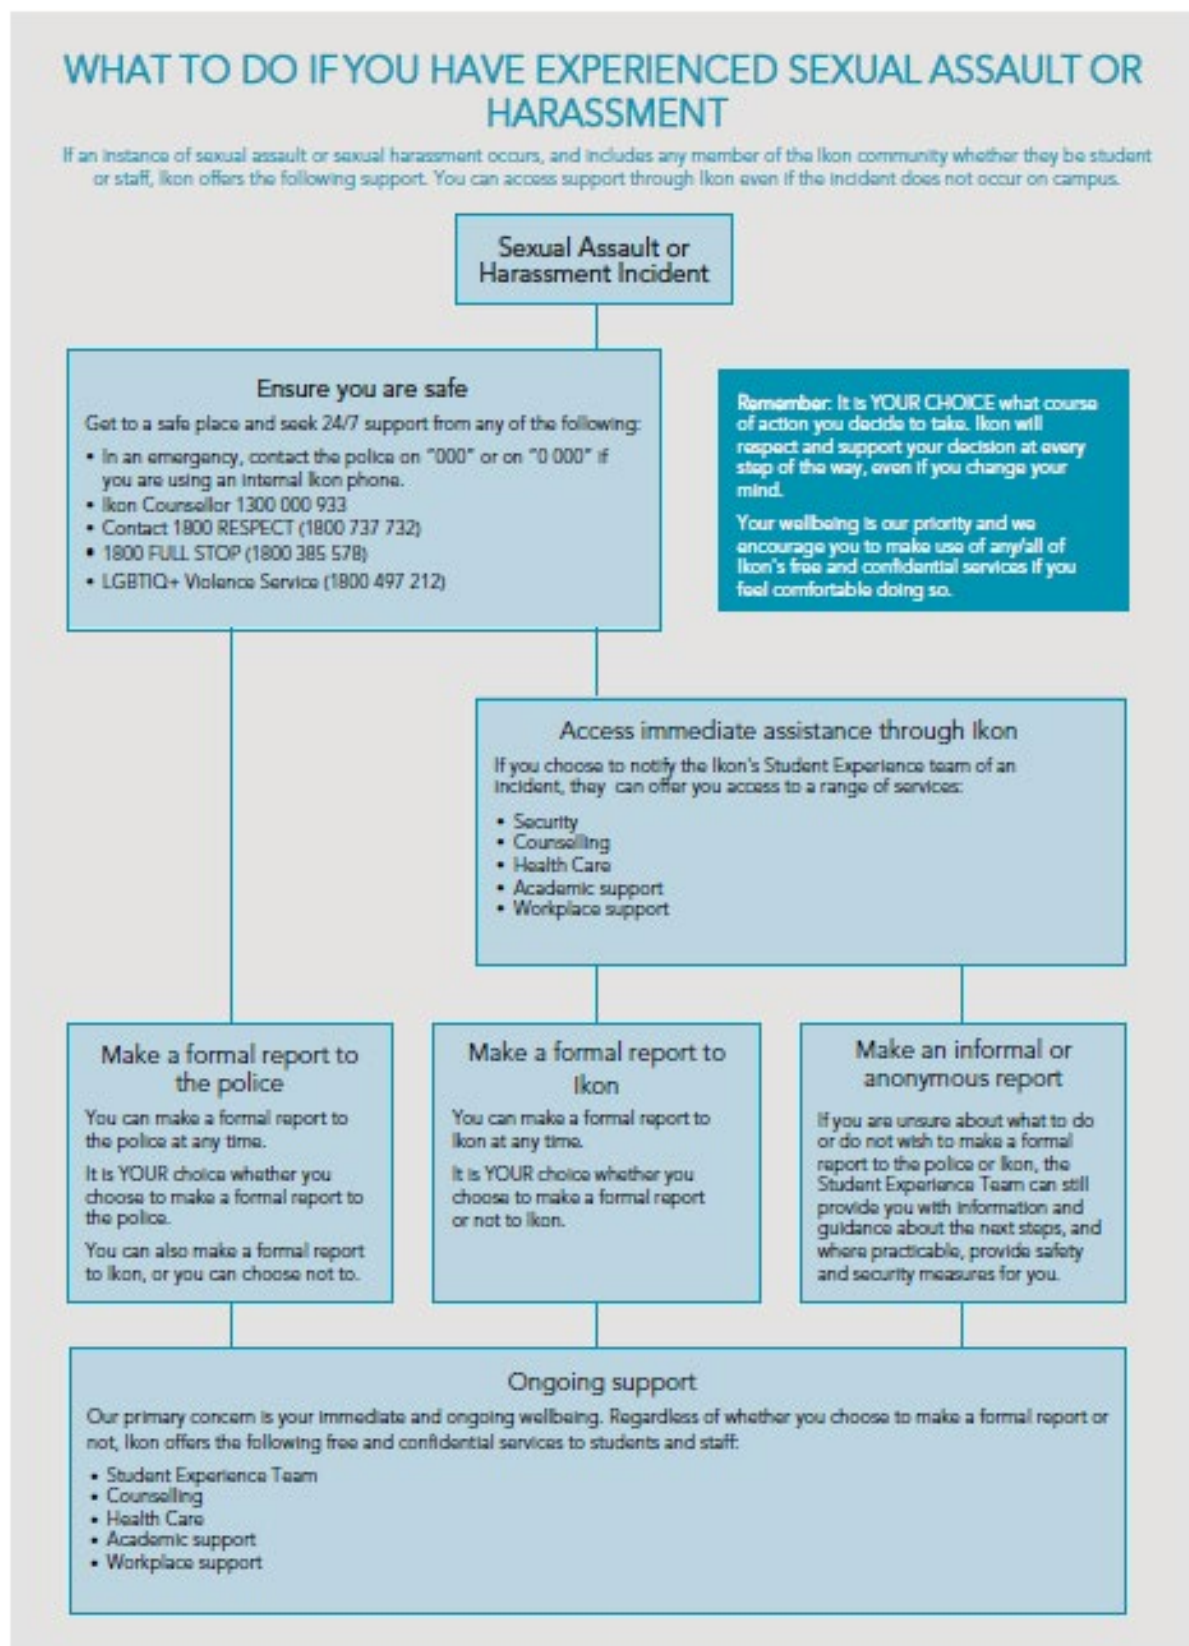 WHAT TO DO IF YOU HAVE EXPERIENCED SEXUAL ASSAULT OR
HARASSMENT
If an instance of sexual assault or sexual harassment occurs, and includes any member of the Ikon community whether they be student
or staff, Ikon offers the following support. You can access support through Ikon even if the incident does not occur on campus.
Sexual Assault or
Harassment Incident
Ensure you are safe
Get to a safe place and seek 24/7 support from any of the following:
• In an emergency, contact the police on "000" or on "0 000" if
you are using an internal Ikon phone.
• Ikon Counsellor 1300 000 933
• Contact 1800 RESPECT (1800 737 732)
• 1800 FULL STOP (1800 385 578)
• LGBTIQ+ Violence Service (1800 497 212)
Remember: It is YOUR CHOICE what course
of action you decide to take. Ikon will
respect and support your decision at every
step of the way, even if you change your
mind.
Your wellbeing is our priority and we
encourage you to make use of any/all of
Ikon's free and confidential services if you
feel comfortable doing so.
Access immediate assistance through Ikon
If you choose to notify the Ikon's Student Experience team of an
incident, they can offer you access to a range of services:
• Security
• Counselling
• Health Care
• Academic support
• Workplace support
Make a formal report to
the police
You can make a formal report to
the police at any time.
It is YOUR choice whether you
choose to make a formal report to
the police.
You can also make a formal report
to Ikon, or you can choose not to.
Make a formal report to
Ikon
You can make a formal report to
Ikon at any time.
It is YOUR choice whether you
choose to make a formal report
or not to Ikon.
Make an informal or
anonymous report
If you are unsure about what to do
or do not wish to make a formal
report to the police or Ikon, the
Student Experience Team can still
provide you with information and
guidance about the next steps, and
where practicable, provide safety
and security measures for you.
Ongoing support
Our primary concern is your immediate and ongoing wellbeing. Regardless of whether you choose to make a formal report or
not, Ikon offers the following free and confidential services to students and staff:
• Student Experience Team
• Counselling
• Health Care
• Academic support
• Workplace support